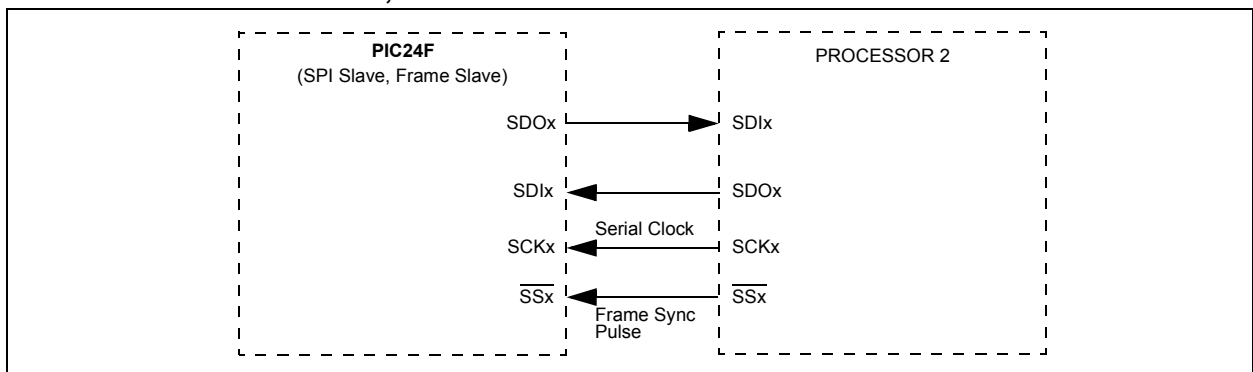 PIC24F
(SPI Slave, Frame Slave)
PROCESSOR 2
SDOx
SDIx
SDIx
SDOx
Serial Clock
SCKx
SCKx
SSx
SSx
Frame Sync
Pulse